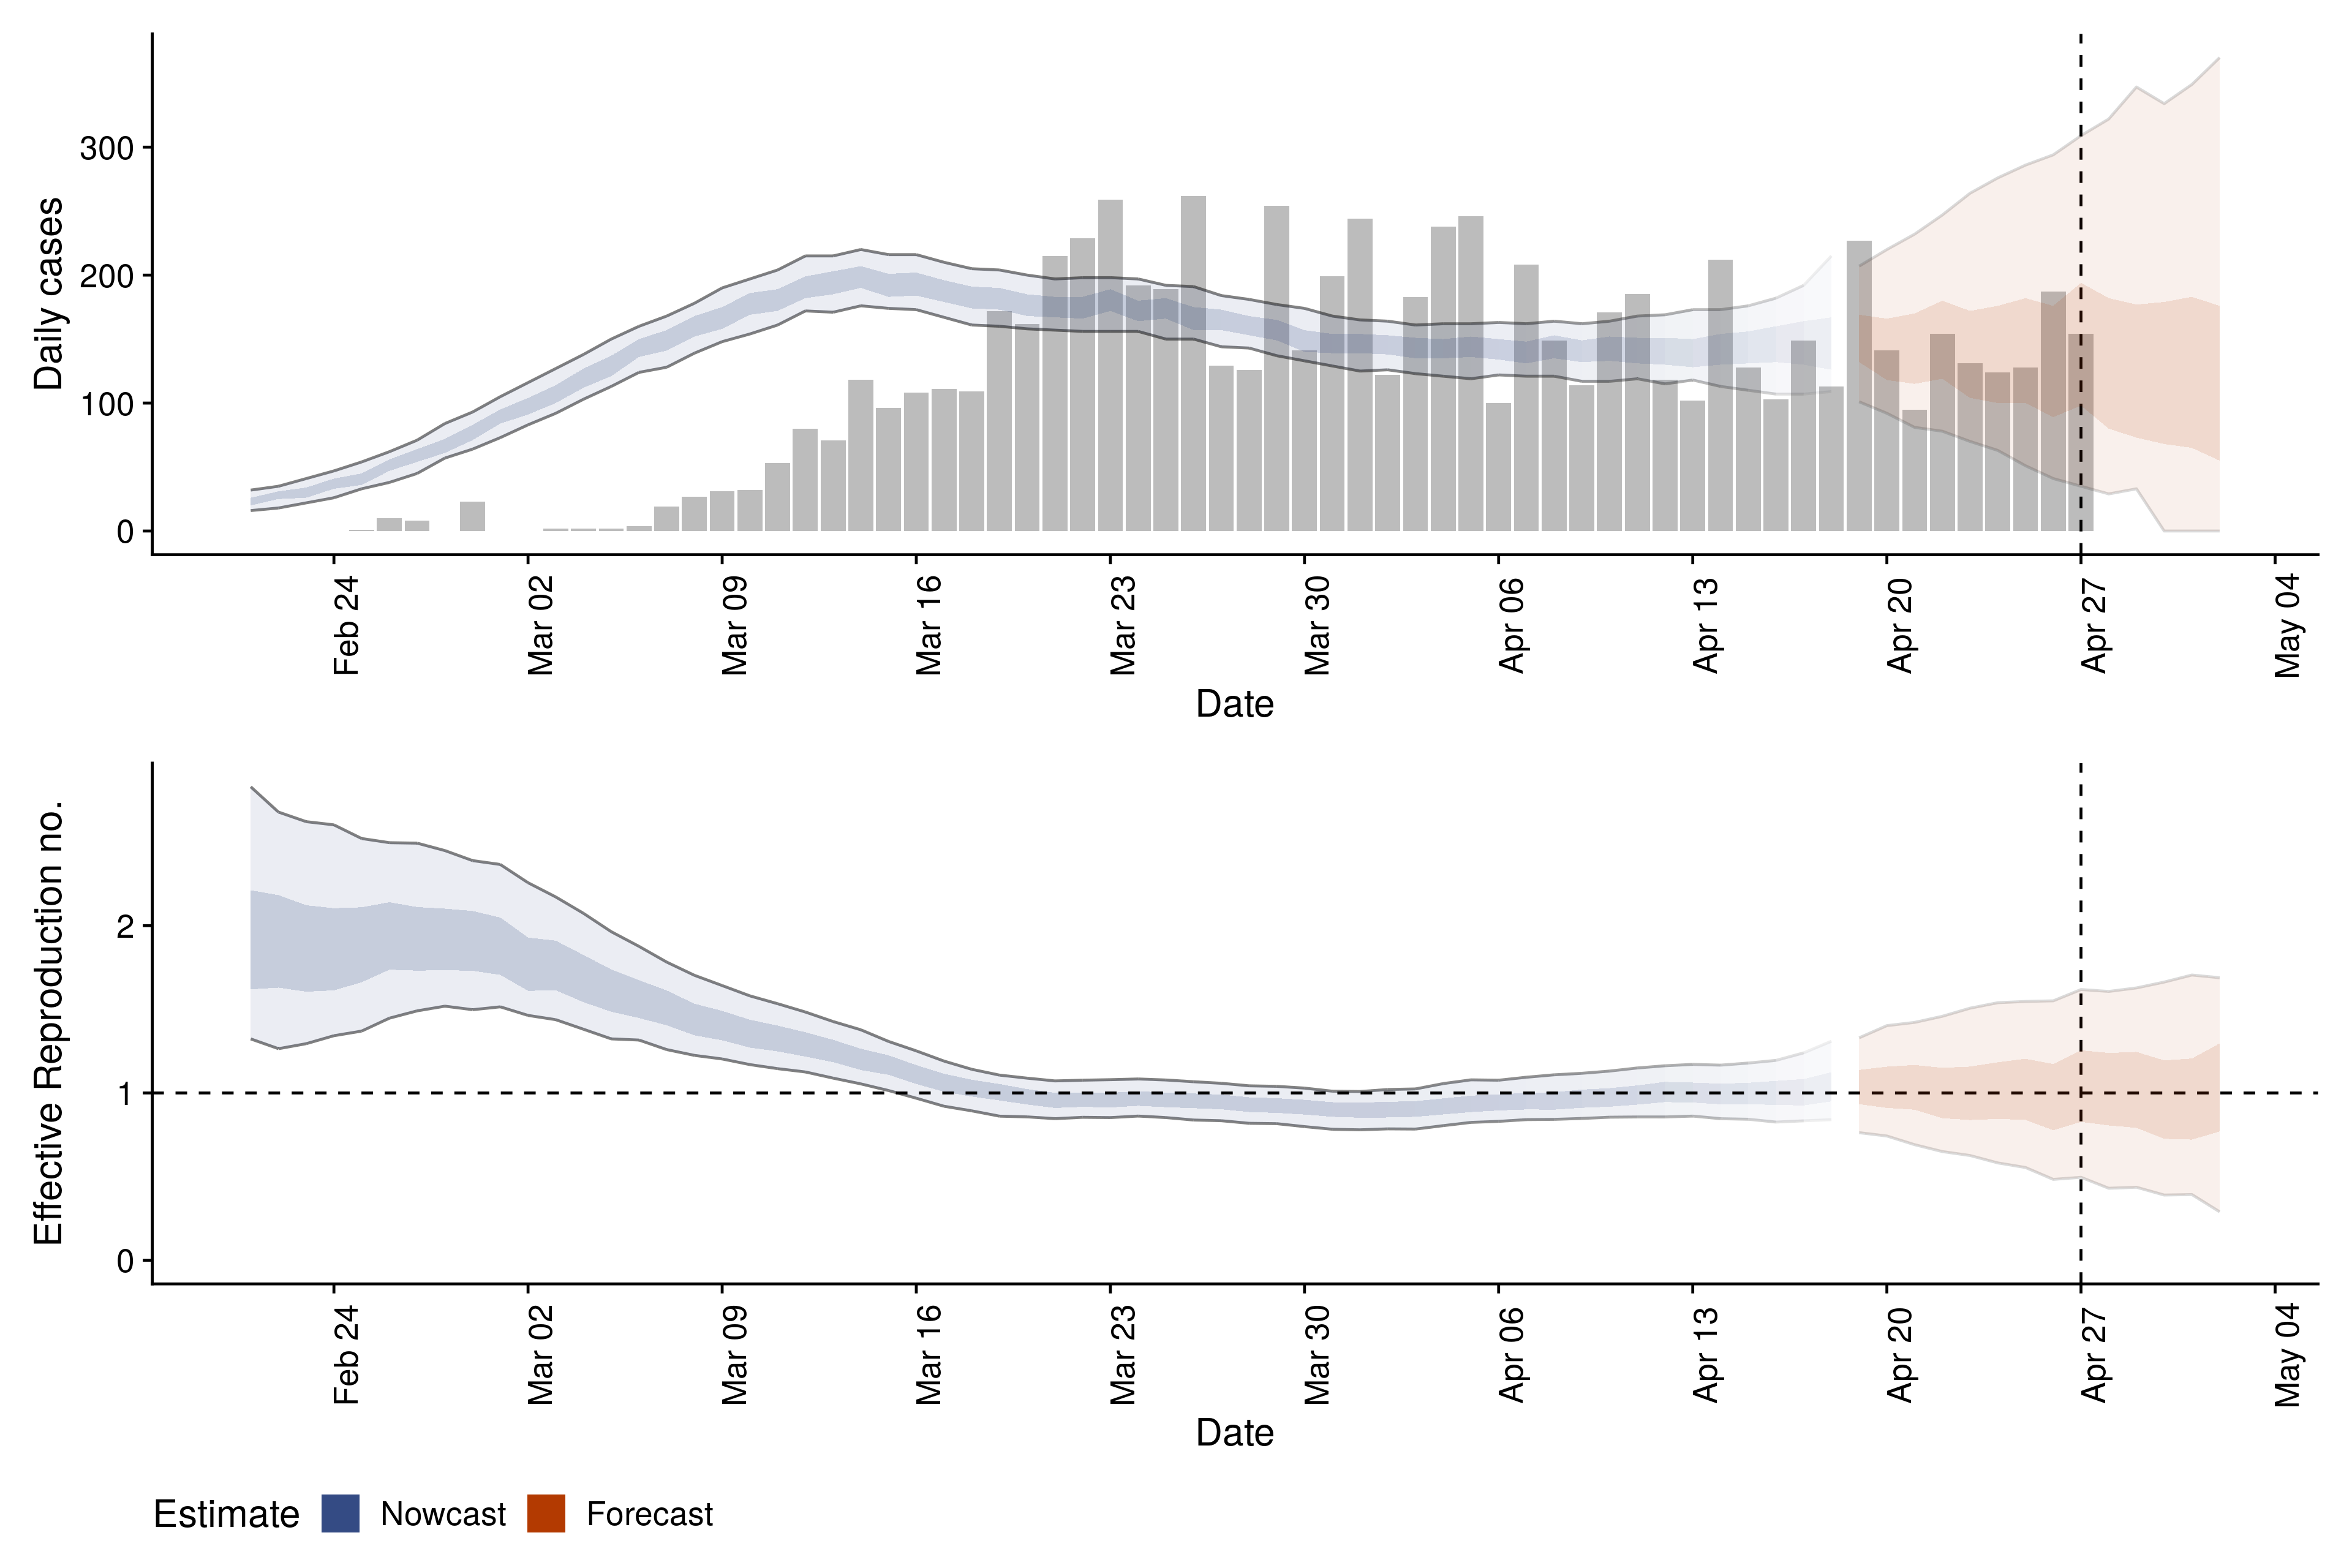 Daily cases
300
200
100
0
Feb 24
Mar 02
Mar 09
Mar 16
Mar 23
Mar 30
Apr 06
Apr 13
Apr 20
Apr 27
May 04
Date
Effective Reproduction no.
2
1
0
Feb 24
Mar 02
Mar 09
Mar 16
Mar 23
Mar 30
Apr 06
Apr 13
Apr 20
Apr 27
May 04
Date
Estimate Nowcast Forecast